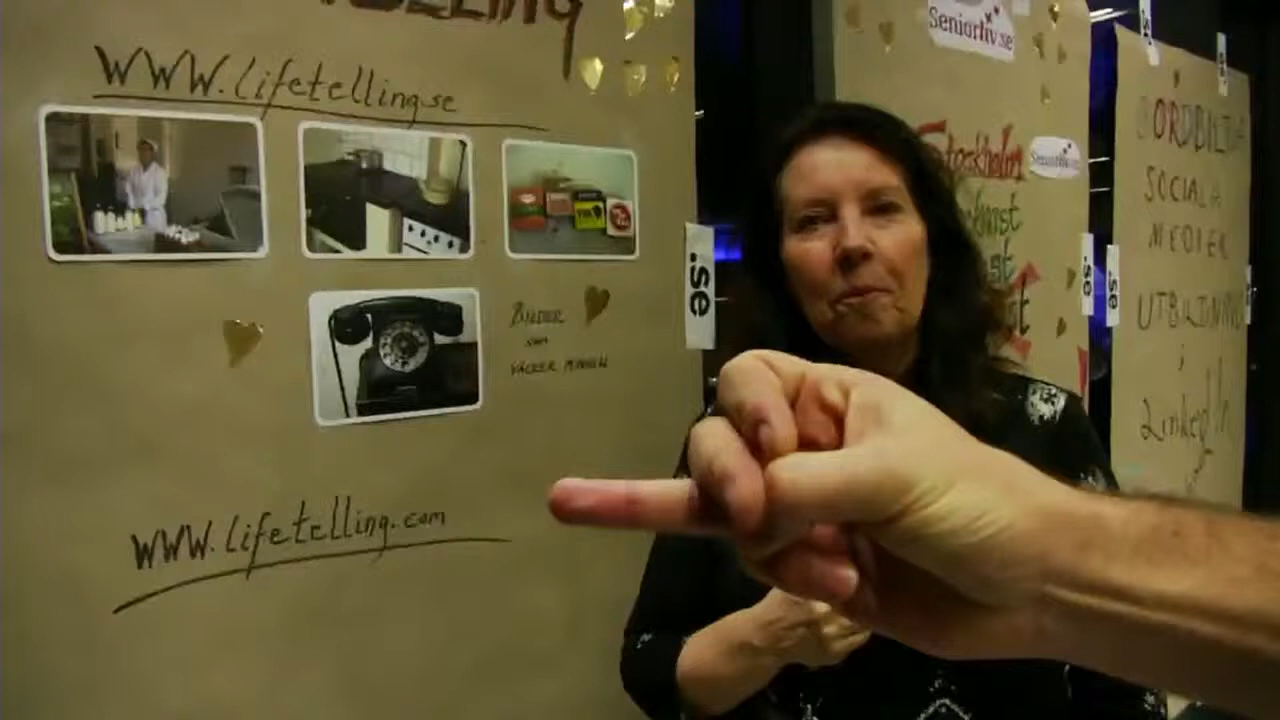 www.lifetelling.se
BILDER
som
VÄCKER MINNEN
www.lifetelling.com
.se
Seniorliv.se
Stockholm
Seniorliv.se
.se
.se
SOCIALA
MEDIER
UTBILDNING
i
LinkedIn